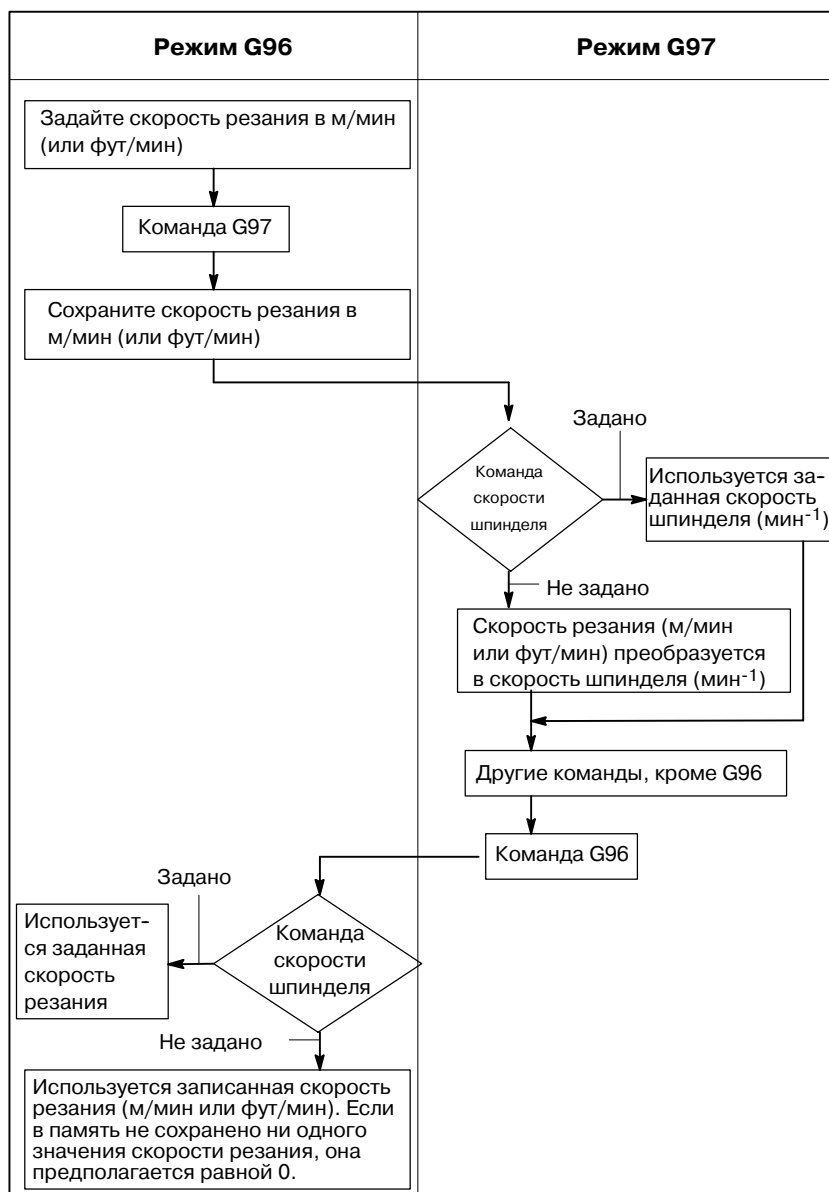 Режим G96
Режим G97
Задайте скорость резания в м/мин
(или фут/мин)
Команда G97
Сохраните скорость резания в
м/мин (или фут/мин)
Задано
Команда
скорости
шпинделя
Используется за-
данная скорость
шпинделя (мин-1)
Не задано
Скорость резания (м/мин
или фут/мин) преобразуется
в скорость шпинделя (мин-1)
Другие команды, кроме G96
Команда G96
Задано
Использует-
ся заданная
скорость
резания
Команда
скорости
шпинделя
Не задано
Используется записанная скорость
резания (м/мин или фут/мин). Если
в память не сохранено ни одного
значения скорости резания, она
предполагается равной 0.